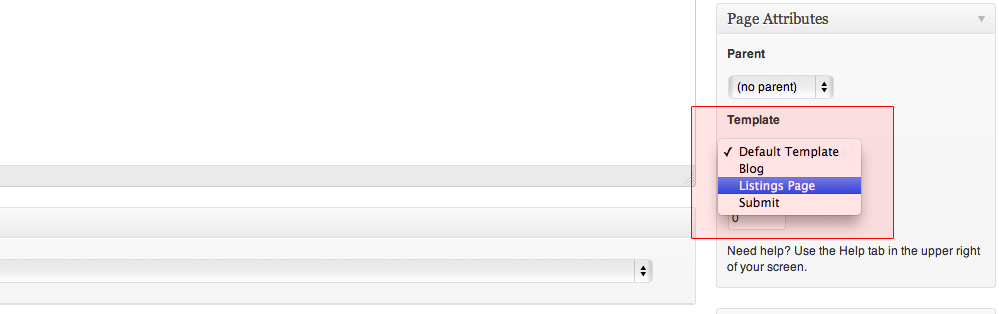 Page Attributes
Parent
(no parent)
Template
✓ Default Template
Blog
Listings Page
Submit
0
Need help? Use the Help tab in the upper right
of your screen.